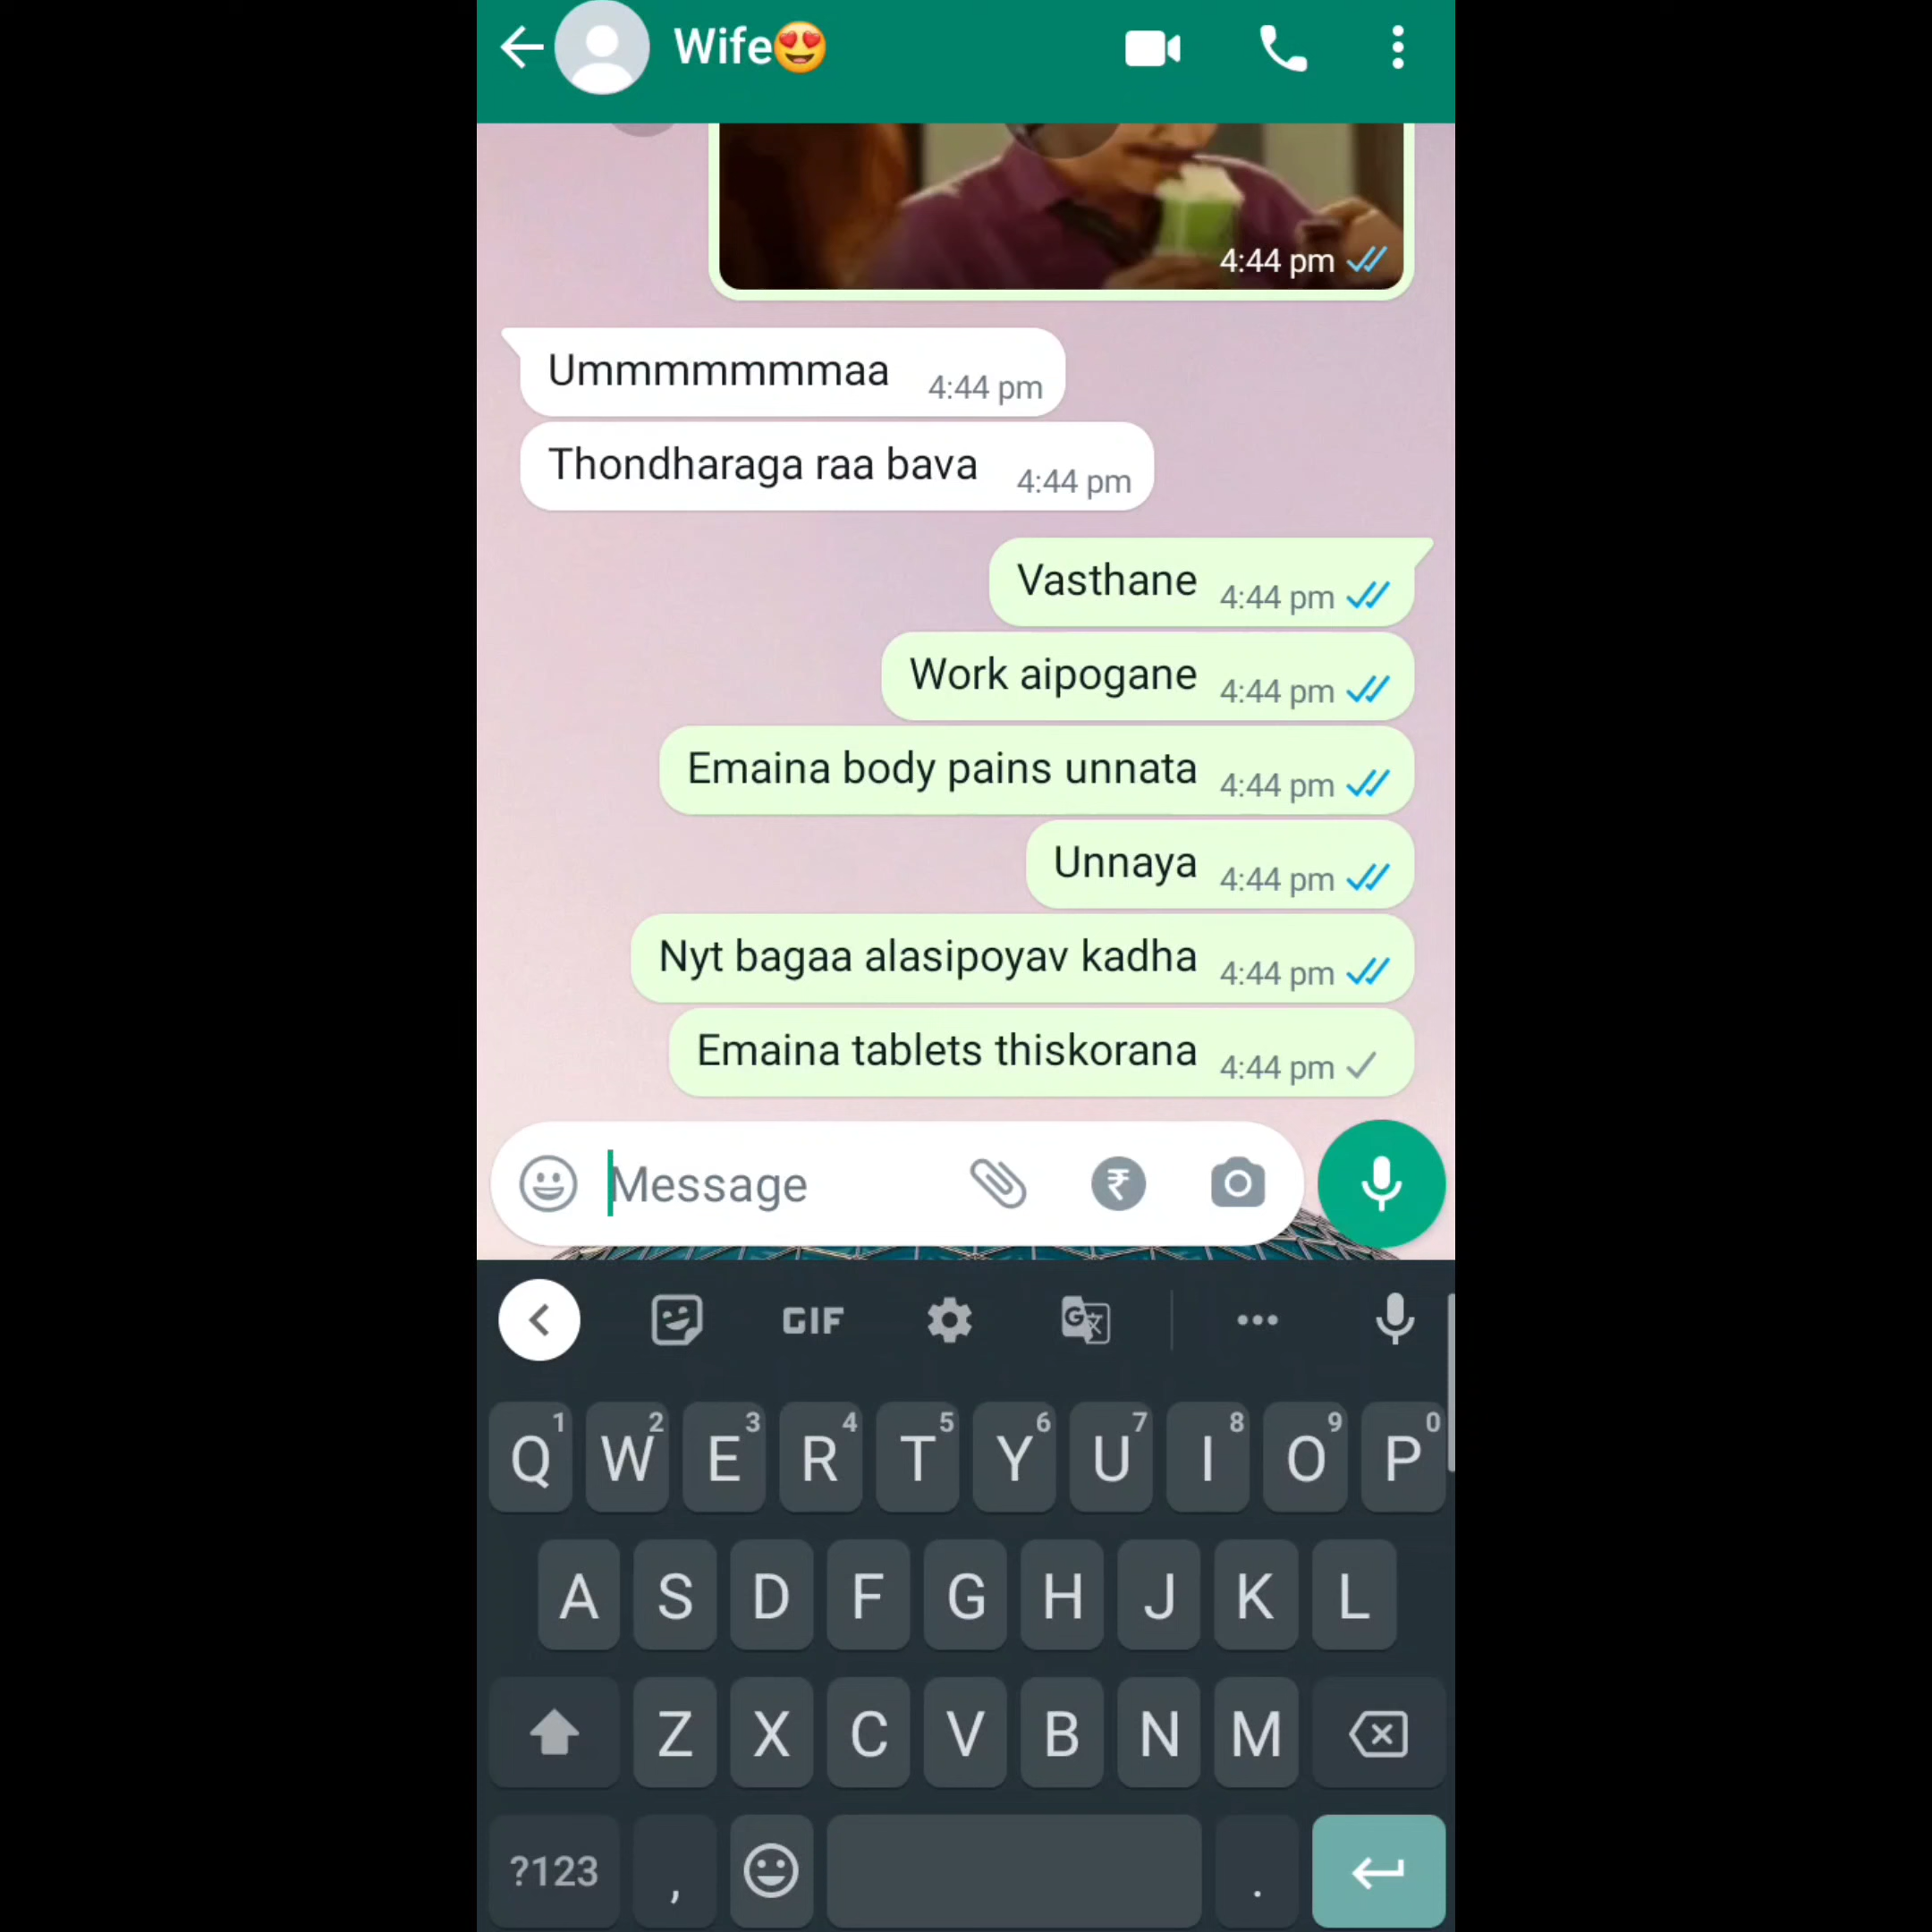 Wife😍
4:44 pm
Ummmmmmmaa 4:44 pm
Thondharaga raa bava 4:44 pm
Vasthane 4:44 pm
Work aipogane 4:44 pm
Emaina body pains unnata 4:44 pm
Unnaya 4:44 pm
Nyt bagaa alasipoyav kadha 4:44 pm
Emaina tablets thiskorana 4:44 pm
Message ₹
GIF G文
1 2 3 4 5 6 7 8 9 0
Q W E R T Y U I O P
A S D F G H J K L
Z X C V B N M
?123 , .